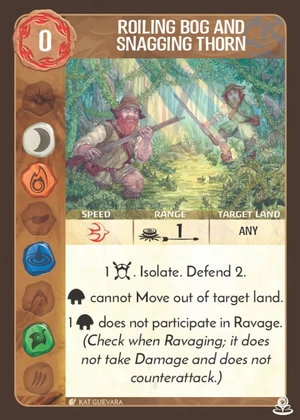 0
ROILING BOG AND
SNAGGING THORN
SPEED
RANGE
TARGET LAND
1
ANY
1 . Isolate. Defend 2.
cannot Move out of target land.
1 does not participate in Ravage.
(Check when Ravaging; it does
not take Damage and does not
counterattack.)
KAT GUEVARA